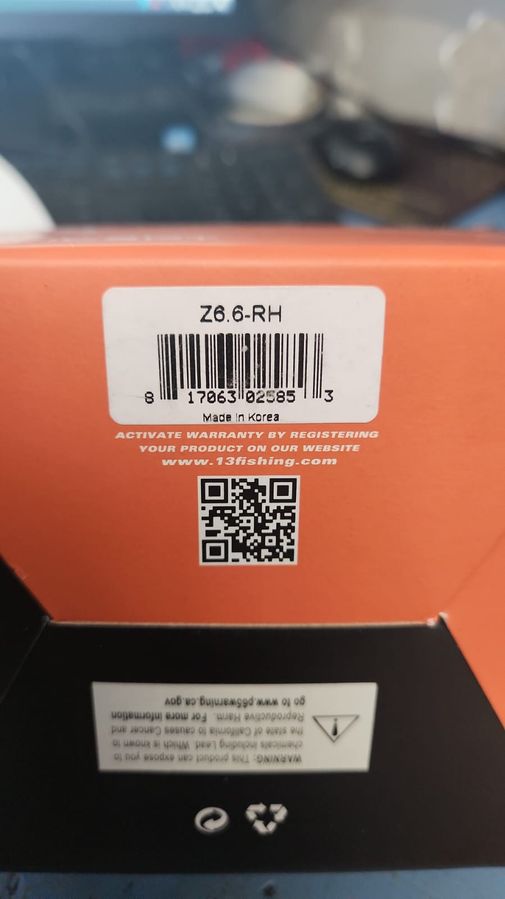 Z6.6-RH
8 17063 02585 3
Made in Korea
ACTIVATE WARRANTY BY REGISTERING
YOUR PRODUCT ON OUR WEBSITE
www.13fishing.com
WARNING: This product can expose you to
chemicals including Lead, Which is known to
the state of California to causes Cancer and
Reproductive Harm. For more information
go to www.p65warning.ca.gov